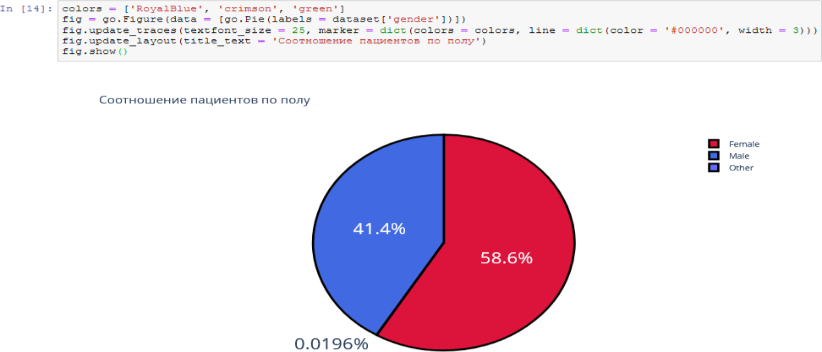 In [14]: colors = ['RoyalBlue', 'crimson', 'green']
fig = go.Figure(data = [go.Pie(labels = dataset['gender'])])
fig.update_traces(textfont_size = 25, marker = dict(colors = colors, line = dict(color = '#000000', width = 3)))
fig.update_layout(title_text = 'Соотношение пациентов по полу')
fig.show()
Соотношение пациентов по полу
Female
Male
Other
41.4%
58.6%
0.0196%